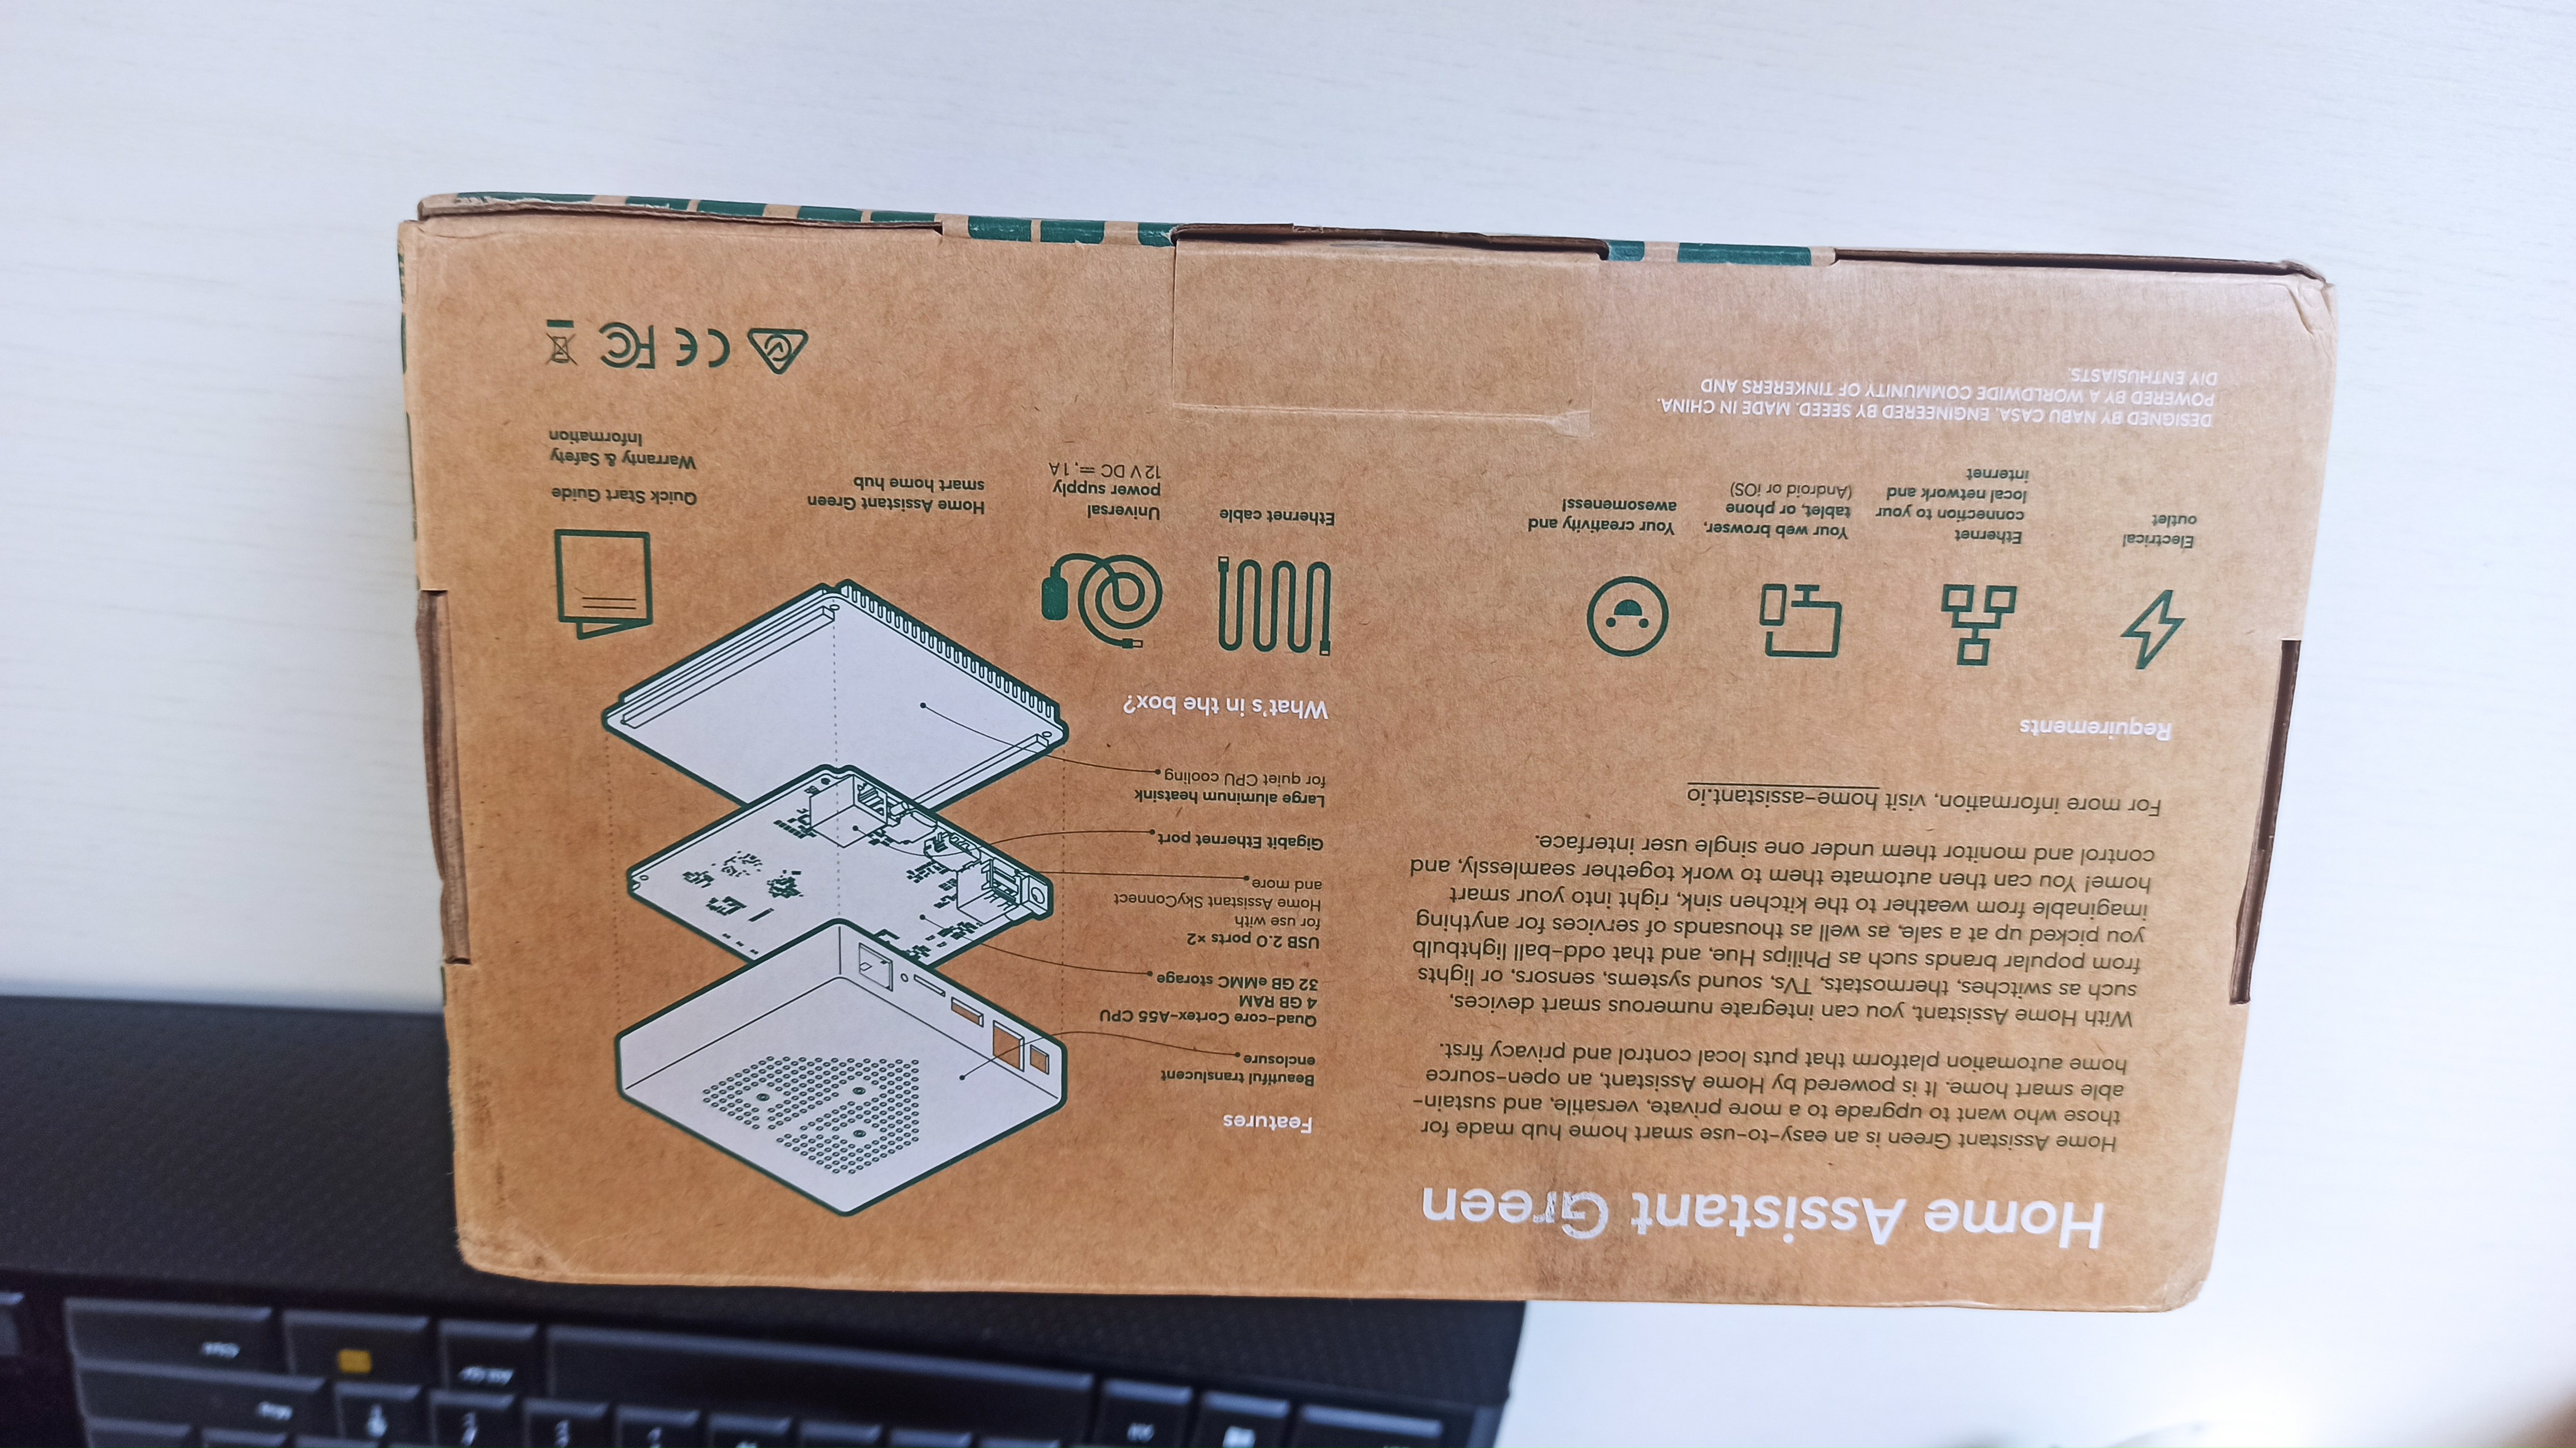 Home Assistant Green
Home Assistant Green is an easy-to-use smart home hub made for
those who want to upgrade to a more private, versatile, and sustain-
able smart home. It is powered by Home Assistant, an open-source
home automation platform that puts local control and privacy first.
With Home Assistant, you can integrate numerous smart devices,
such as switches, thermostats, TVs, sound systems, sensors, or lights
from popular brands such as Philips Hue, and that odd-ball lightbulb
you picked up at a sale, as well as thousands of services for anything
imaginable from weather to the kitchen sink, right into your smart
home! You can then automate them to work together seamlessly, and
control and monitor them under one single user interface.
For more information, visit home-assistant.io
Requirements
Electrical
outlet
Ethernet
connection to your
local network and
internet
Your web browser,
tablet, or phone
(Android or iOS)
Your creativity and
awesomeness!
DESIGNED BY NABU CASA. ENGINEERED BY SEEED. MADE IN CHINA.
POWERED BY A WORLDWIDE COMMUNITY OF TINKERERS AND
DIY ENTHUSIASTS.
Features
Beautiful translucent
enclosure
Quad-core Cortex-A55 CPU
4 GB RAM
32 GB eMMC storage
USB 2.0 ports ×2
for use with
Home Assistant SkyConnect
and more
Gigabit Ethernet port
Large aluminum heatsink
for quiet CPU cooling
What's in the box?
Ethernet cable
Universal
power supply
12 V DC ⎓, 1 A
Home Assistant Green
smart home hub
Quick Start Guide
Warranty & Safety
Information
CE FC
Alt
Alt Gr